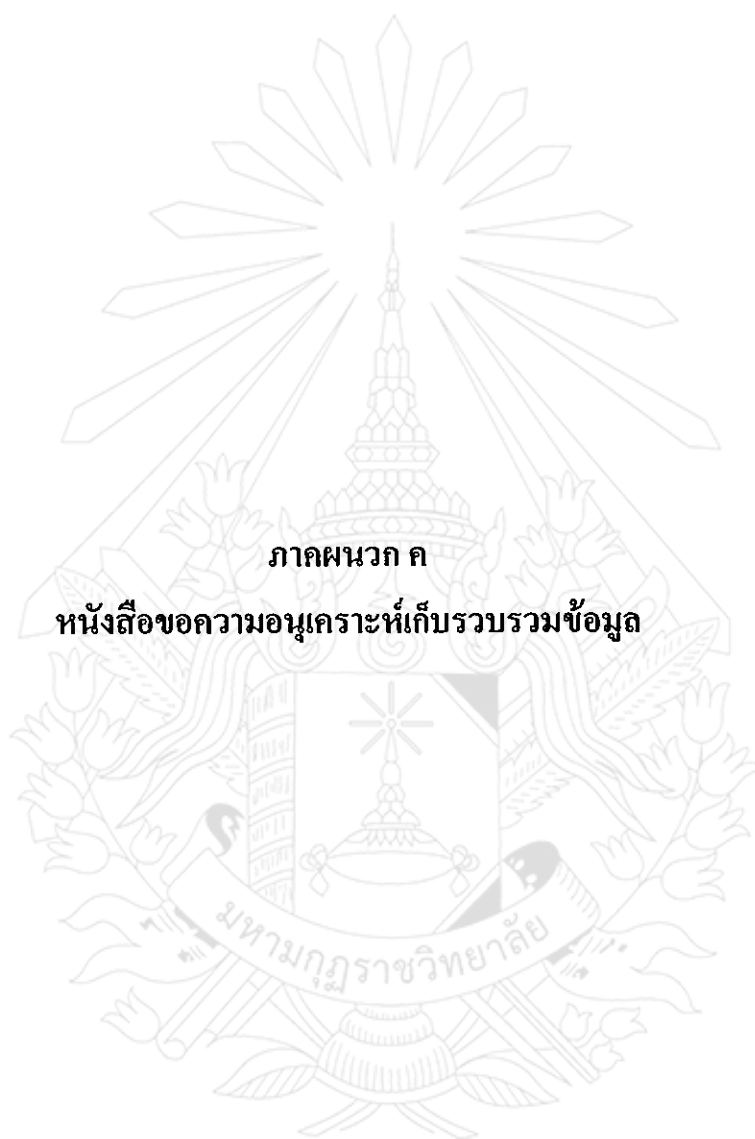 ภาคผนวก ค
หนังสือขอความอนุเคราะห์เก็บรวบรวมข้อมูล
มหามกุฏราชวิทยาลัย